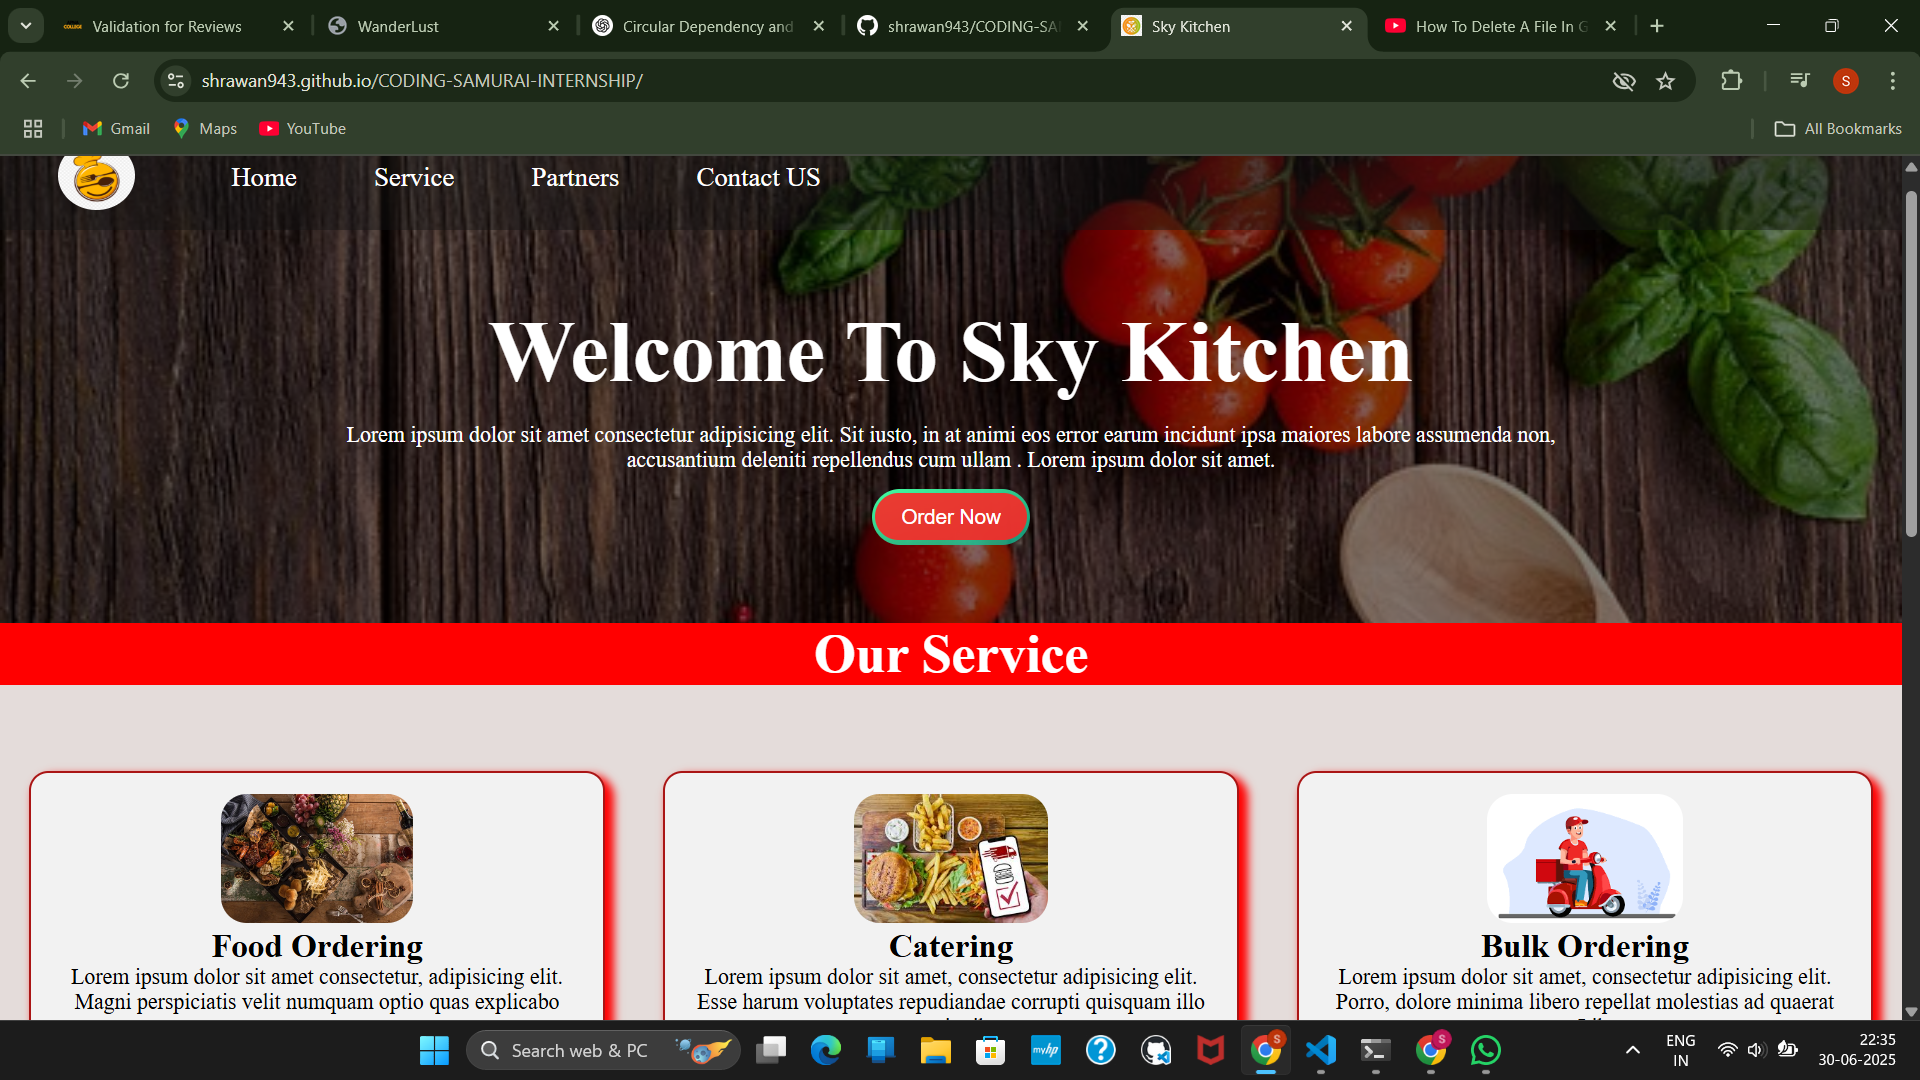 Validation for Reviews
WanderLust
Circular Dependency and
shrawan943/CODING-SA
Sky Kitchen
How To Delete A File In G
shrawan943.github.io/CODING-SAMURAI-INTERNSHIP/
S
Gmail
Maps
YouTube
All Bookmarks
Home
Service
Partners
Contact US
Welcome To Sky Kitchen
Lorem ipsum dolor sit amet consectetur adipisicing elit. Sit iusto, in at animi eos error earum incidunt ipsa maiores labore assumenda non,
accusantium deleniti repellendus cum ullam . Lorem ipsum dolor sit amet.
Order Now
Our Service
Food Ordering
Lorem ipsum dolor sit amet consectetur, adipisicing elit.
Magni perspiciatis velit numquam optio quas explicabo
Catering
Lorem ipsum dolor sit amet, consectetur adipisicing elit.
Esse harum voluptates repudiandae corrupti quisquam illo
Bulk Ordering
Lorem ipsum dolor sit amet, consectetur adipisicing elit.
Porro, dolore minima libero repellat molestias ad quaerat
Search web & PC
myhp
S
S
ENG
IN
22:35
30-06-2025